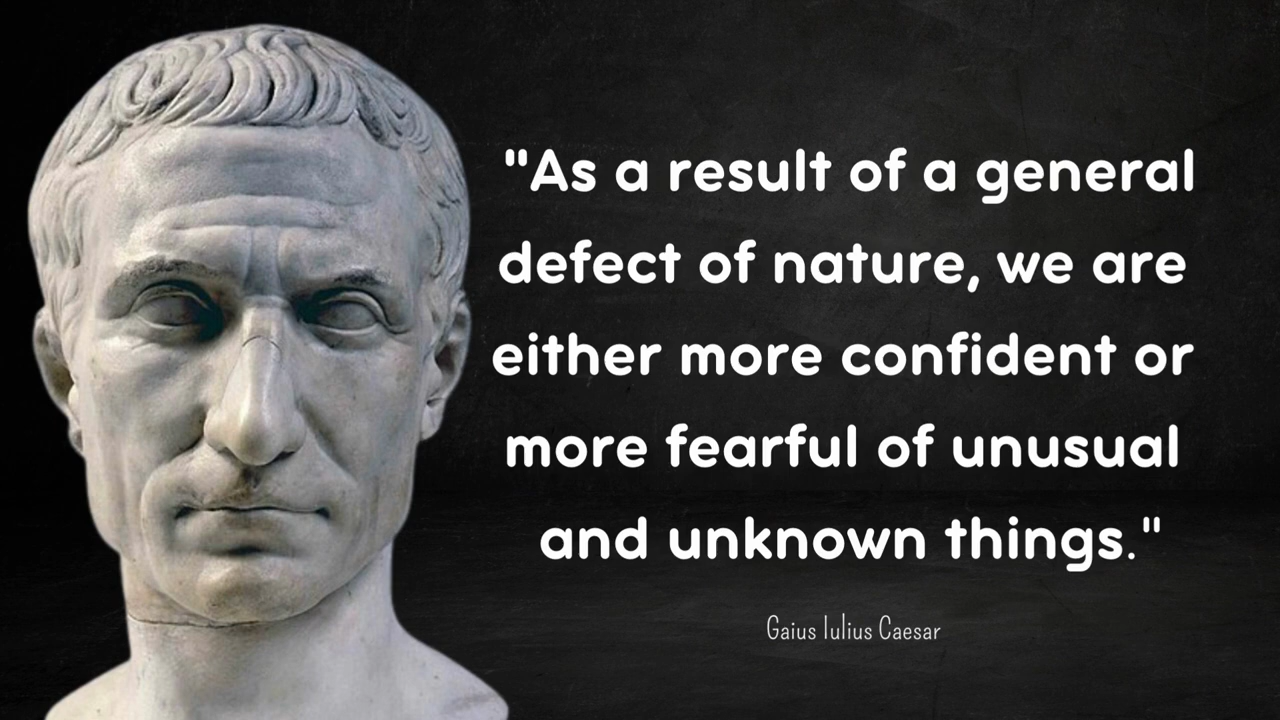 "As a result of a general
defect of nature, we are
either more confident or
more fearful of unusual
and unknown things."
Gaius Iulius Caesar